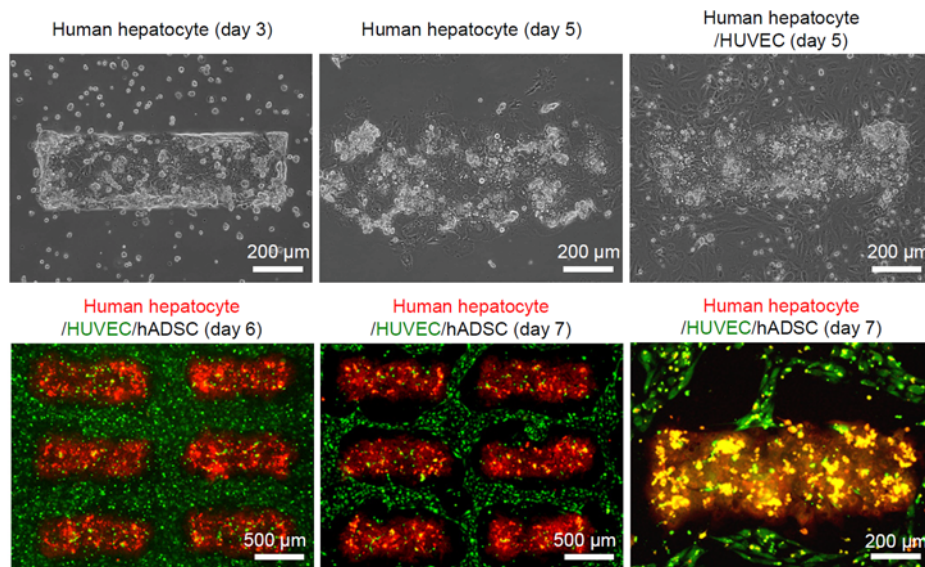 Human hepatocyte (day 3)
Human hepatocyte (day 5)
Human hepatocyte
/HUVEC (day 5)
200 µm
200 µm
200 µm
Human hepatocyte
/HUVEC/hADSC (day 6)
Human hepatocyte
/HUVEC/hADSC (day 7)
Human hepatocyte
/HUVEC/hADSC (day 7)
500 µm
500 µm
200 µm